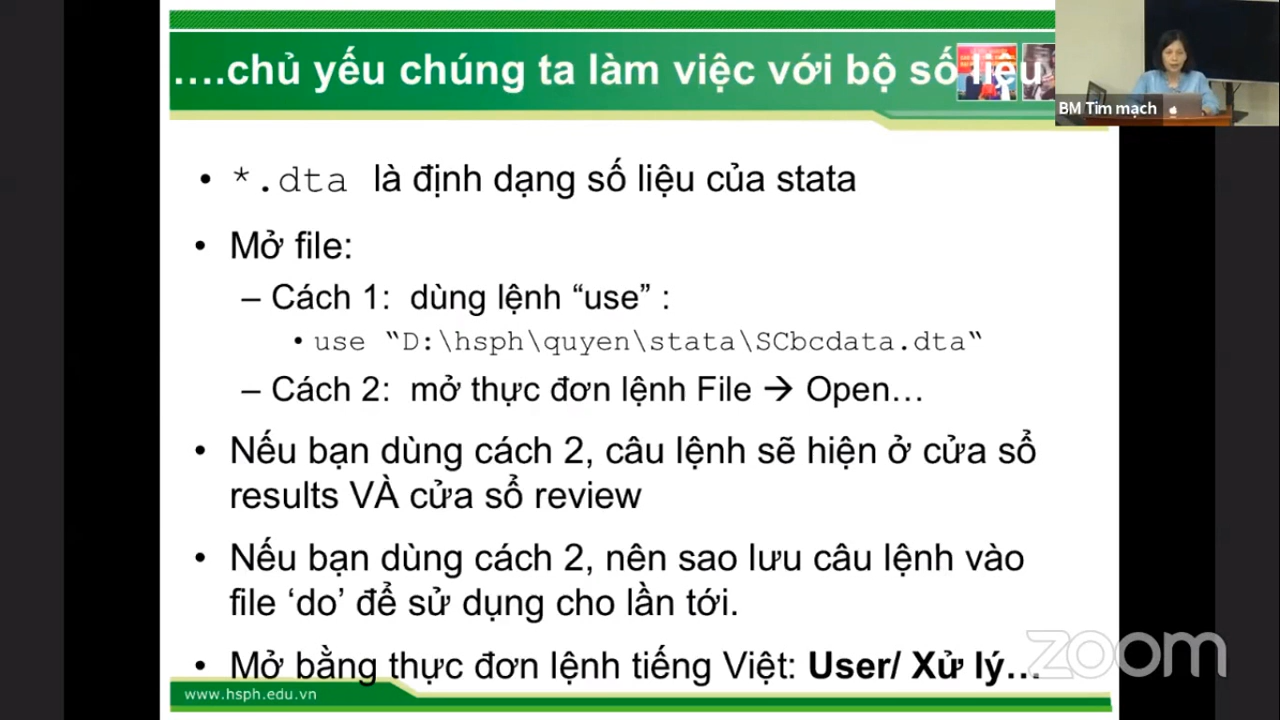 ….chủ yếu chúng ta làm việc với bộ số liệu
BM Tim mạch
• *.dta là định dạng số liệu của stata
• Mở file:
– Cách 1: dùng lệnh “use” :
• use “D:\hsph\quyen\stata\SCbcdata.dta“
– Cách 2: mở thực đơn lệnh File → Open…
• Nếu bạn dùng cách 2, câu lệnh sẽ hiện ở cửa sổ
results VÀ cửa sổ review
• Nếu bạn dùng cách 2, nên sao lưu câu lệnh vào
file ‘do’ để sử dụng cho lần tới.
• Mở bằng thực đơn lệnh tiếng Việt: User/ Xử lý…
zoom
www.hsph.edu.vn